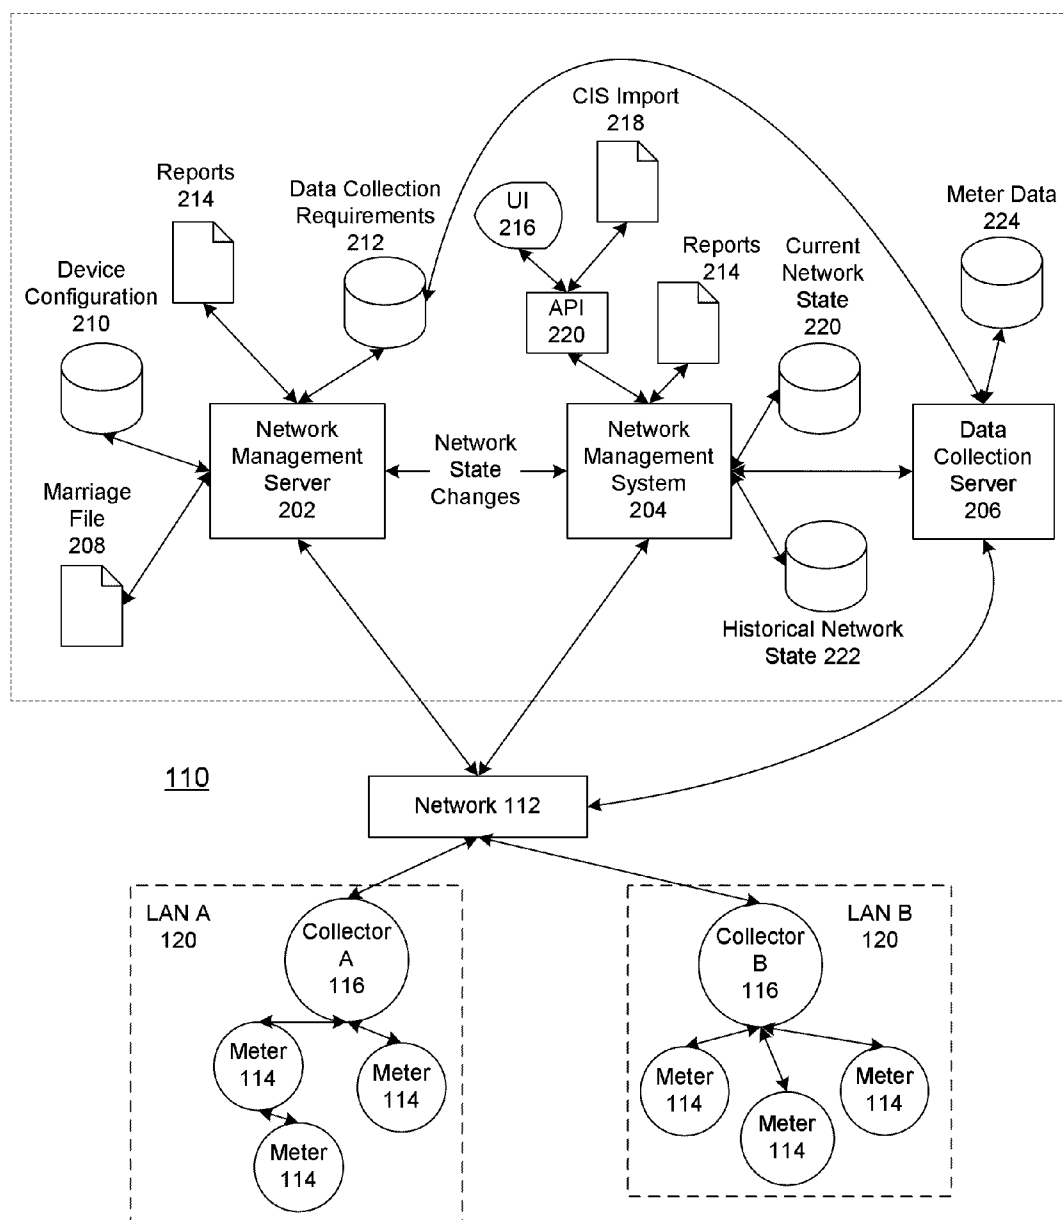 CIS Import
218
Reports
214
Data Collection
Requirements
212
UI
216
Meter Data
224
Device
Configuration
210
API
220
Reports
214
Current
Network
State
220
Marriage
File
208
Network
Management
Server
202
Network
State
Changes
Network
Management
System
204
Data
Collection
Server
206
Historical Network
State 222
110
Network 112
LAN A
120
Collector
A
116
Meter
114
Meter
114
Meter
114
LAN B
120
Collector
B
116
Meter
114
Meter
114
Meter
114